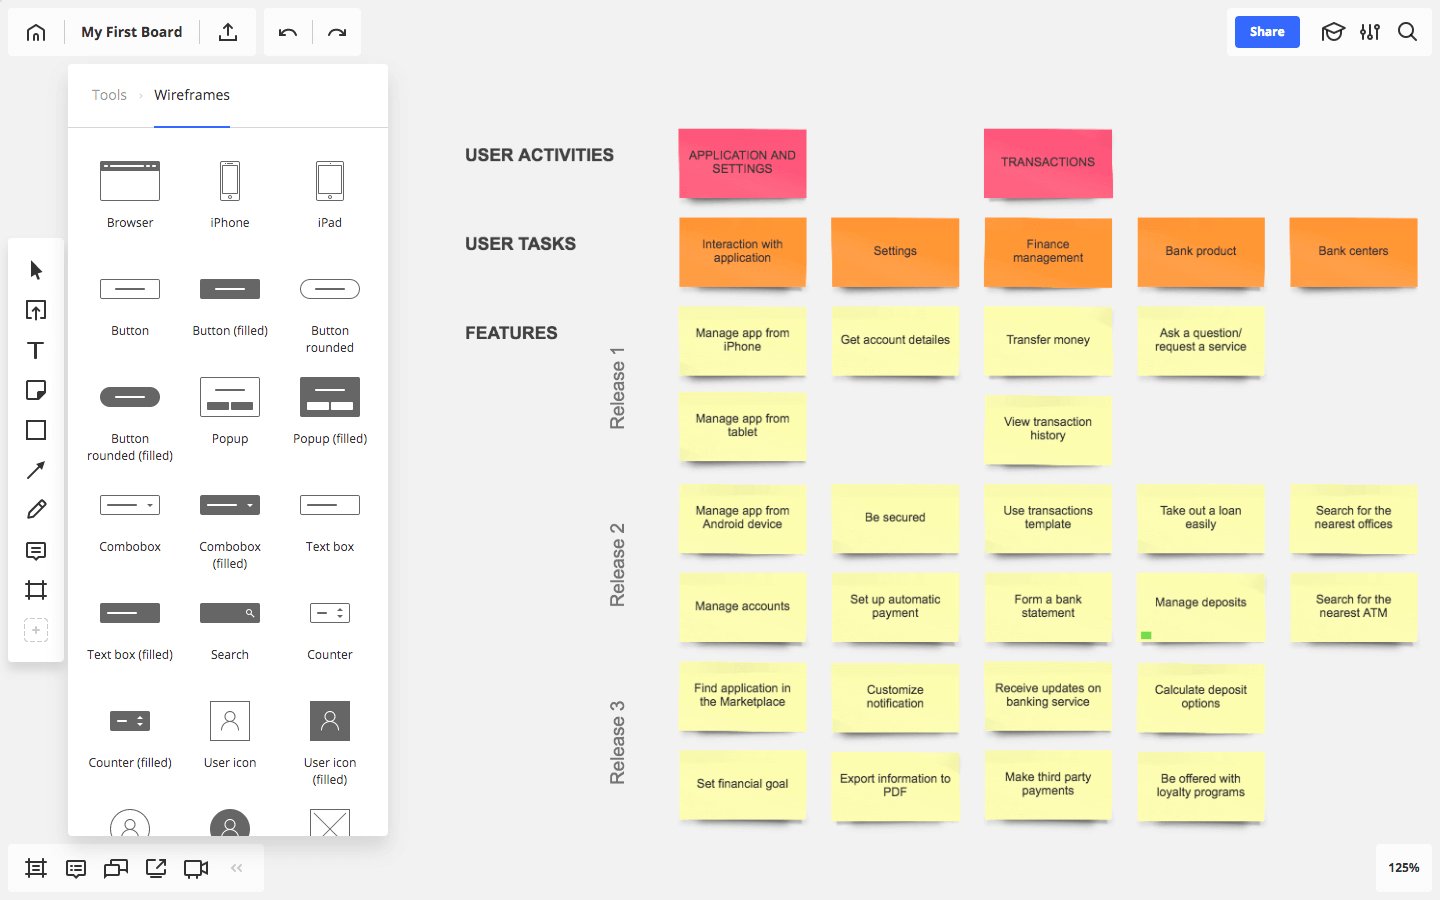 My First Board
Share
Tools
Wireframes
Browser
iPhone
iPad
Button
Button (filled)
Button
rounded
Button
rounded (filled)
Popup
Popup (filled)
Combobox
Combobox
(filled)
Text box
Text box (filled)
Search
Counter
Counter (filled)
User icon
User icon
(filled)
USER ACTIVITIES
APPLICATION AND
SETTINGS
TRANSACTIONS
USER TASKS
Interaction with
application
Settings
Finance
management
Bank product
Bank centers
FEATURES
Release 1
Manage app from
iPhone
Get account detailes
Transfer money
Ask a question/
request a service
Manage app from
tablet
View transaction
history
Release 2
Manage app from
Android device
Be secured
Use transactions
template
Take out a loan
easily
Search for the
nearest offices
Manage accounts
Set up automatic
payment
Form a bank
statement
Manage deposits
Search for the
nearest ATM
Release 3
Find application in
the Marketplace
Customize
notification
Receive updates on
banking service
Calculate deposit
options
Set financial goal
Export information to
PDF
Make third party
payments
Be offered with
loyalty programs
125%